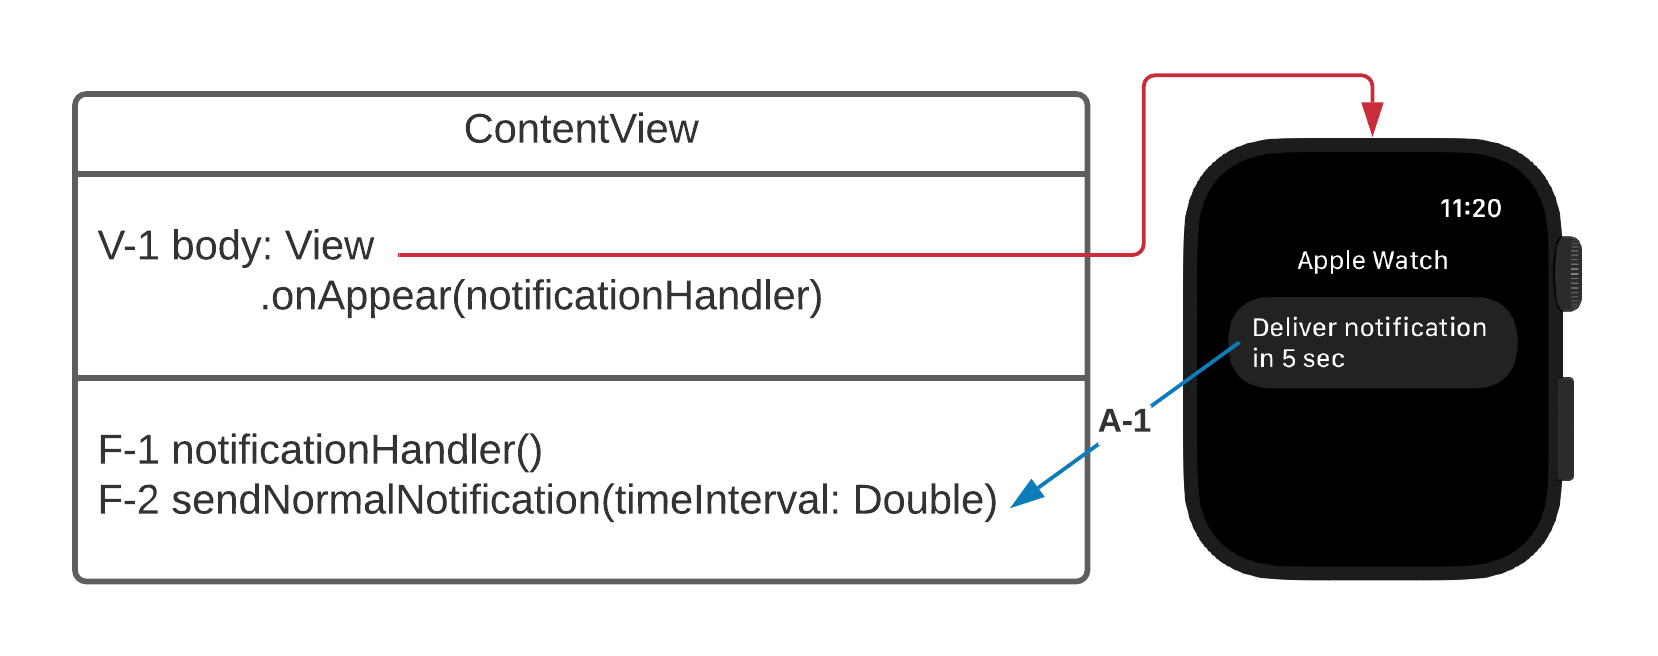 ContentView
V-1 body: View
.onAppear(notificationHandler)
F-1 notificationHandler()
F-2 sendNormalNotification(timeInterval: Double)
A-1
11:20
Apple Watch
Deliver notification
in 5 sec